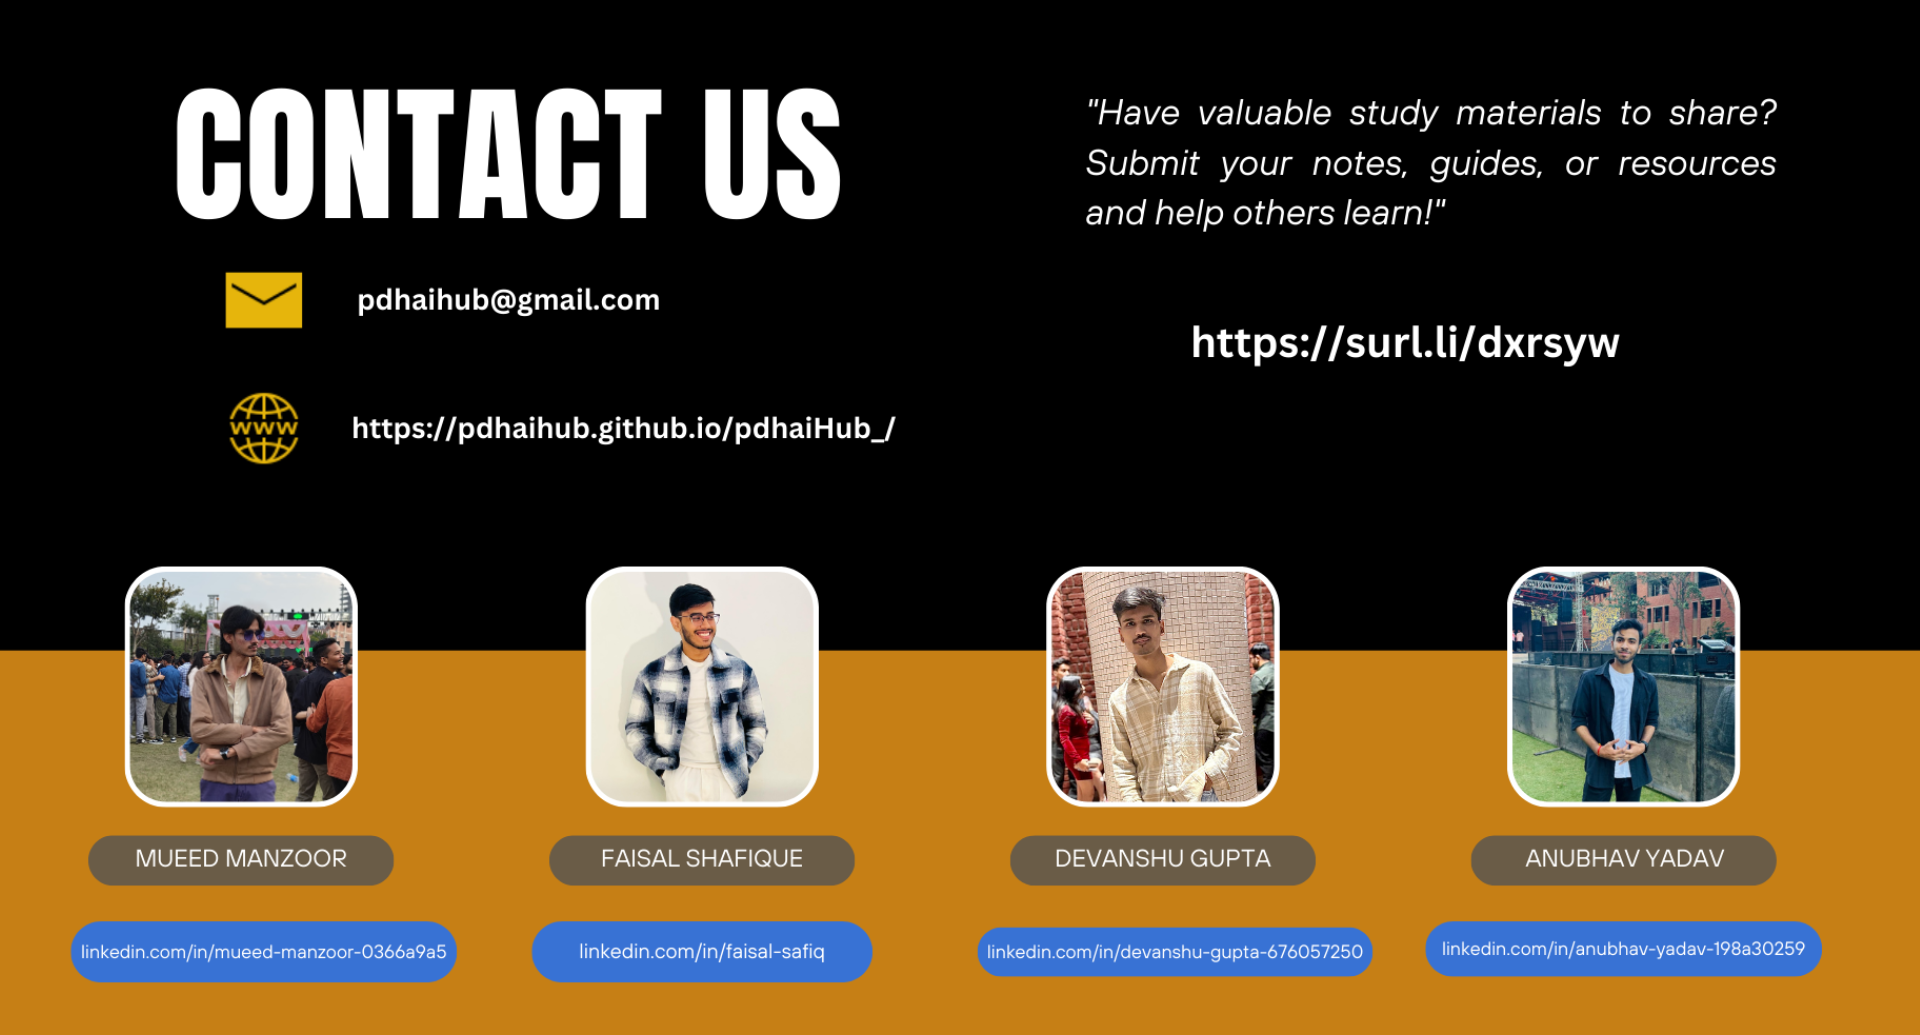 CONTACT US
"Have valuable study materials to share?
Submit your notes, guides, or resources
and help others learn!"
pdhaihub@gmail.com
https://surl.li/dxrsyw
WWW
https://pdhaihub.github.io/pdhaiHub_/
MUEED MANZOOR
FAISAL SHAFIQUE
DEVANSHU GUPTA
ANUBHAV YADAV
linkedin.com/in/mueed-manzoor-0366a9a5
linkedin.com/in/faisal-safiq
linkedin.com/in/devanshu-gupta-676057250
linkedin.com/in/anubhav-yadav-198a30259